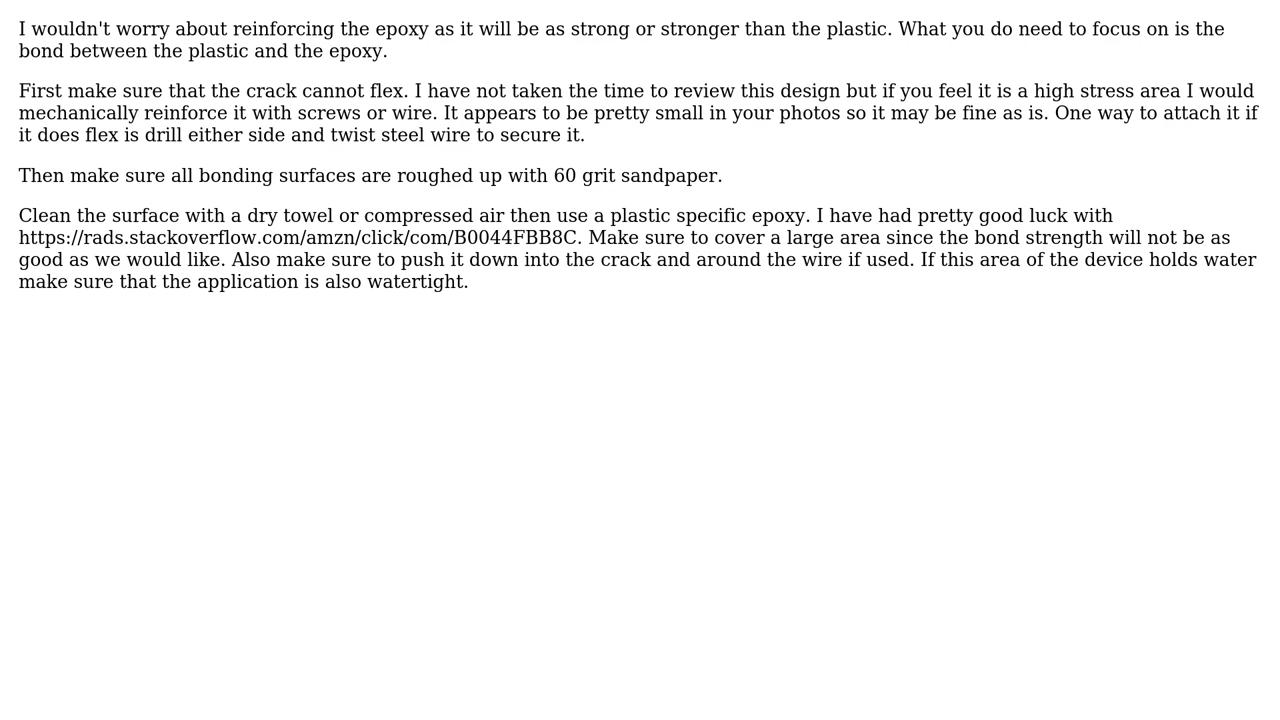 I wouldn't worry about reinforcing the epoxy as it will be as strong or stronger than the plastic. What you do need to focus on is the
bond between the plastic and the epoxy.
First make sure that the crack cannot flex. I have not taken the time to review this design but if you feel it is a high stress area I would
mechanically reinforce it with screws or wire. It appears to be pretty small in your photos so it may be fine as is. One way to attach it if
it does flex is drill either side and twist steel wire to secure it.
Then make sure all bonding surfaces are roughed up with 60 grit sandpaper.
Clean the surface with a dry towel or compressed air then use a plastic specific epoxy. I have had pretty good luck with
https://rads.stackoverflow.com/amzn/click/com/B0044FBB8C. Make sure to cover a large area since the bond strength will not be as
good as we would like. Also make sure to push it down into the crack and around the wire if used. If this area of the device holds water
make sure that the application is also watertight.